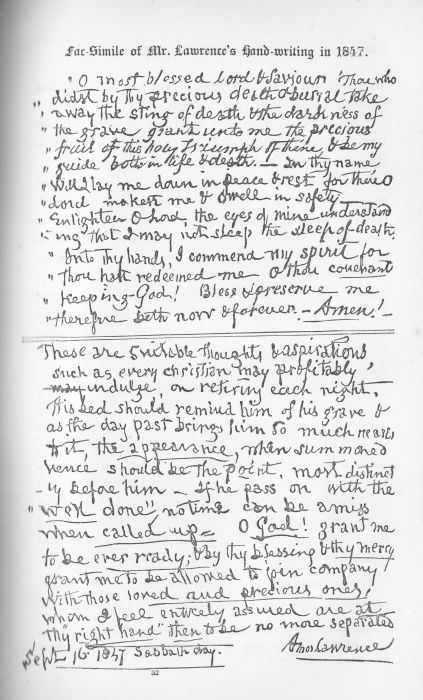 Fac-Simile of Mr. Lawrence's Hand-writing in 1847.
"O most blessed lord & Saviour Thou who
" didst by thy precious death & burial take
" away the sting of death & the darkness of
" the grave grant unto me the precious
" fruit of this holy triumph of thine & be my
" guide both in life & death. — In thy name
" will I lay me down in peace & rest for thou O
" Lord makest me to dwell in safety
" Enlighten O Lord, the eyes of mine understand
" ing that I may not sleep the sleep of death.
" Into thy hands, I commend my spirit for
" thou hast redeemed me O thou covenant
" Keeping-God! Bless & preserve me
" therefore both now & forever. — Amen! —
These are suitable thoughts & aspirations
such as every christian may profitably
may indulge, on retiring each night.
His bed should remind him of his grave &
as the day past brings him so much nearer
to it, the appearance, when summoned
hence should be the point, most distinct
-ly before him — If he pass on with the
"well done", no time can be amiss
when called up = O God! grant me
to be ever ready; & by thy blessing & thy mercy
grant me to be allowed to join company
with those loved and precious ones,
whom I feel entirely assured are at
thy "right hand" then to be no more separated
Sept 16. 1847 Sabbath day.
Amos Lawrence